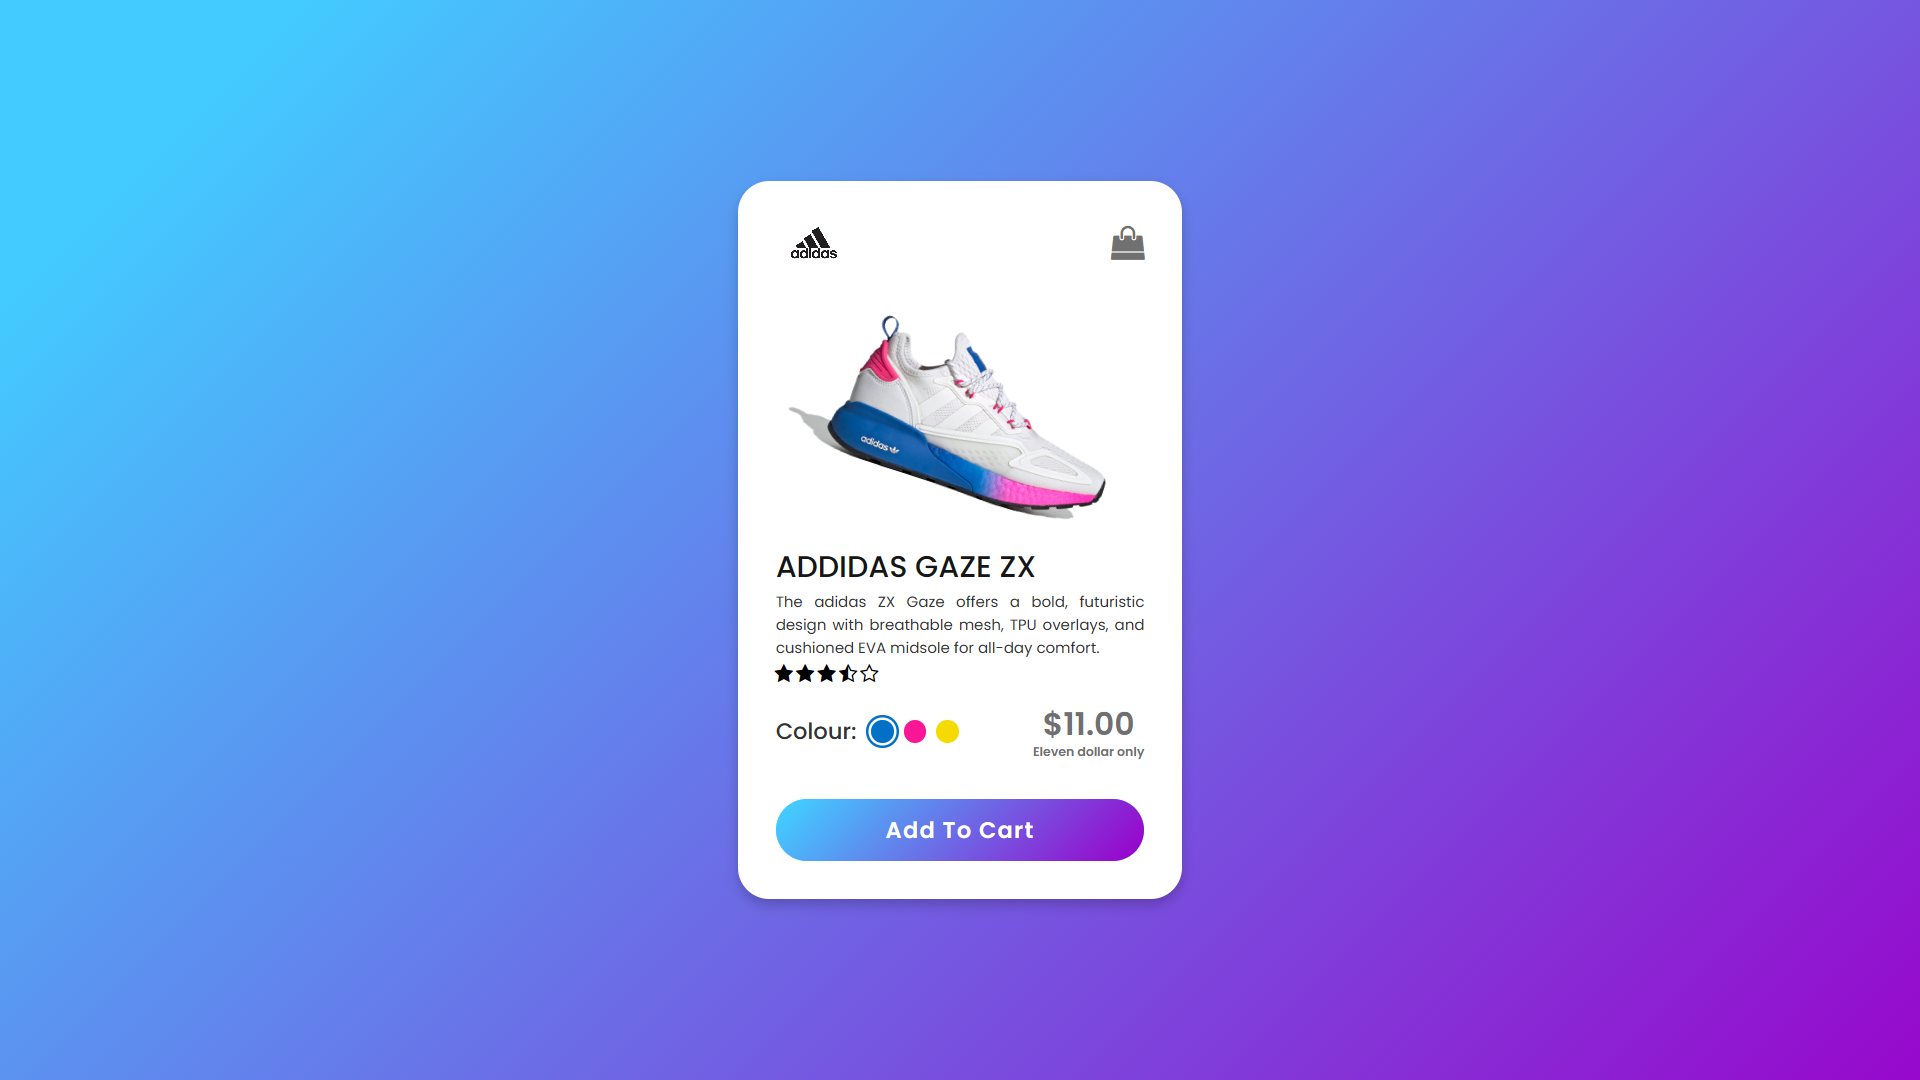 adidas
adidas
ADDIDAS GAZE ZX
The adidas ZX Gaze offers a bold, futuristic
design with breathable mesh, TPU overlays, and
cushioned EVA midsole for all-day comfort.
Colour:
$11.00
Eleven dollar only
Add To Cart